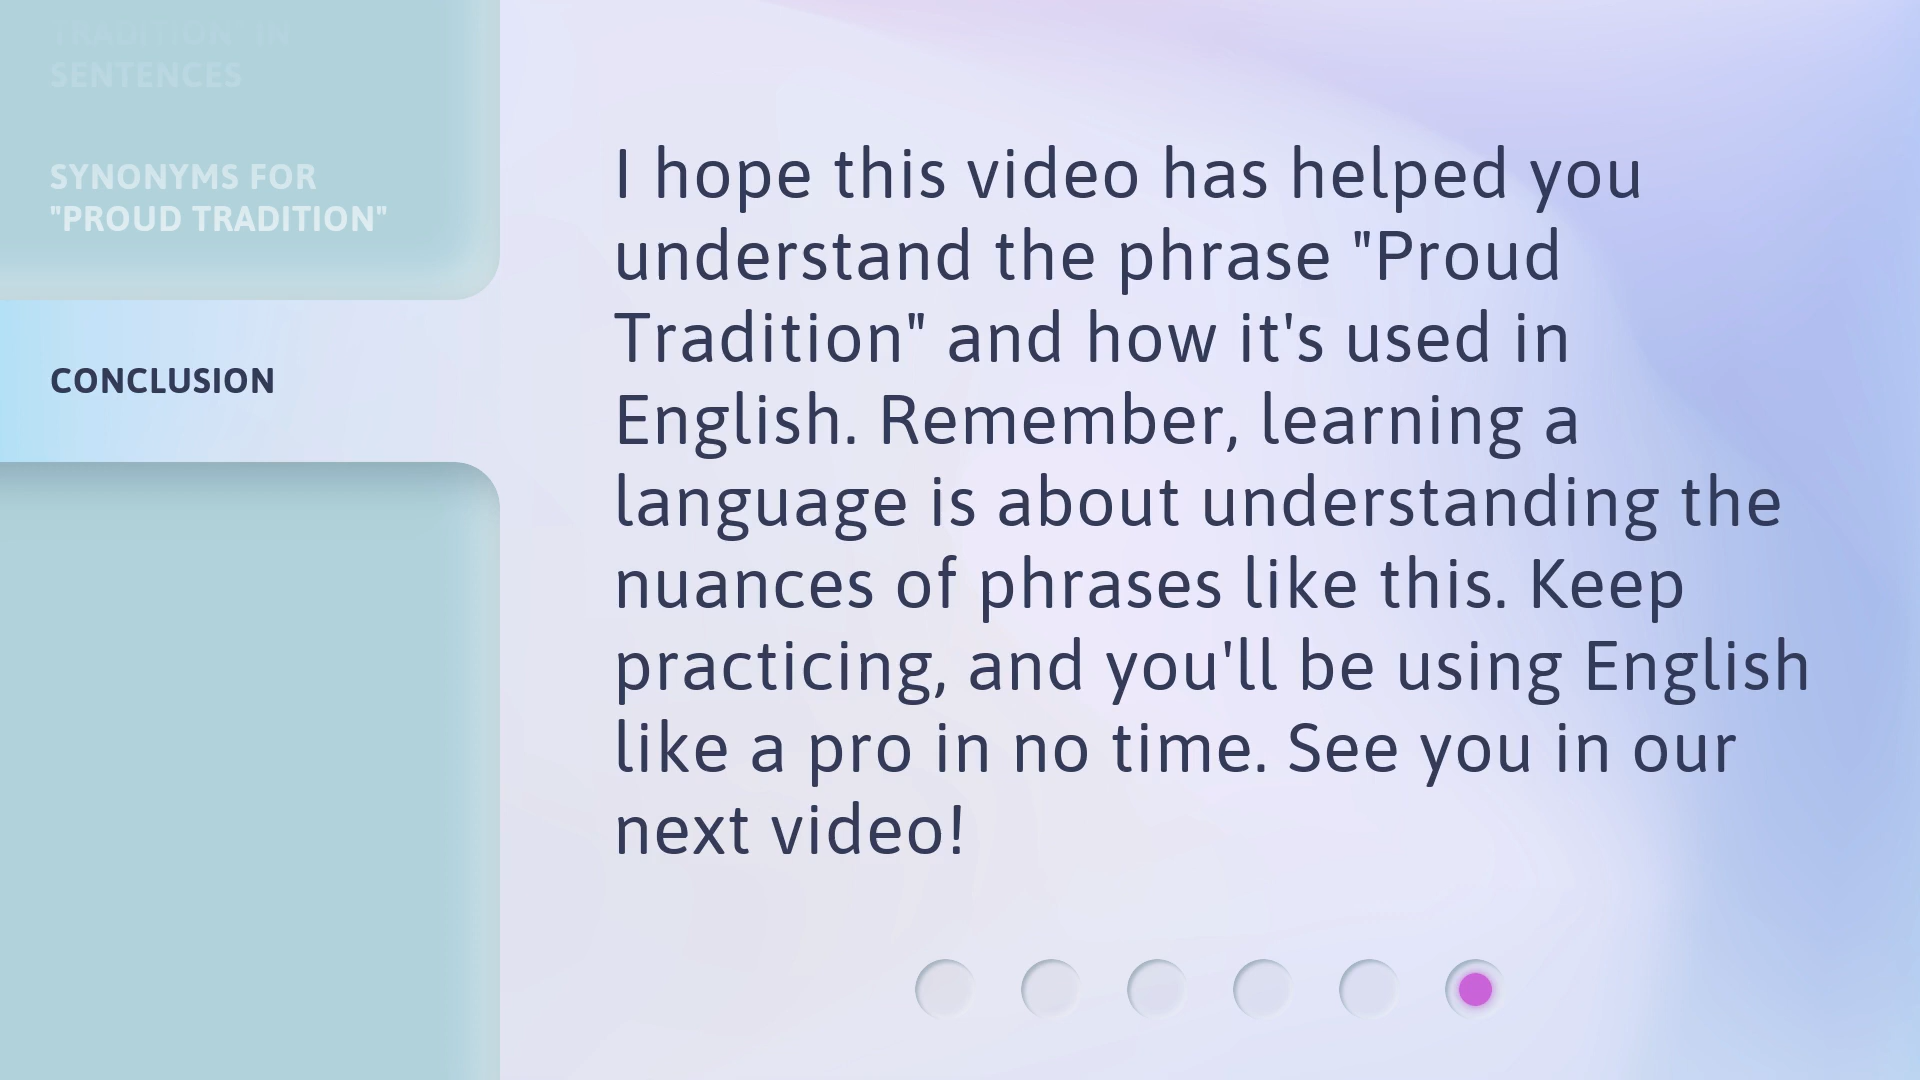 TRADITION" IN
SENTENCES
SYNONYMS FOR
"PROUD TRADITION"
CONCLUSION
I hope this video has helped you
understand the phrase "Proud
Tradition" and how it's used in
English. Remember, learning a
language is about understanding the
nuances of phrases like this. Keep
practicing, and you'll be using English
like a pro in no time. See you in our
next video!